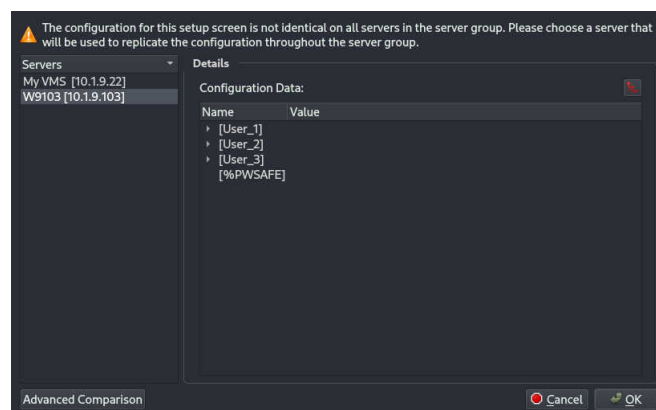 The configuration for this setup screen is not identical on all servers in the server group. Please choose a server that
will be used to replicate the configuration throughout the server group.
Servers
Details
My VMS [10.1.9.22]
W9103 [10.1.9.103]
Configuration Data:
Name Value
[User_1]
[User_2]
[User_3]
[%PWSAFE]
Advanced Comparison
Cancel
OK